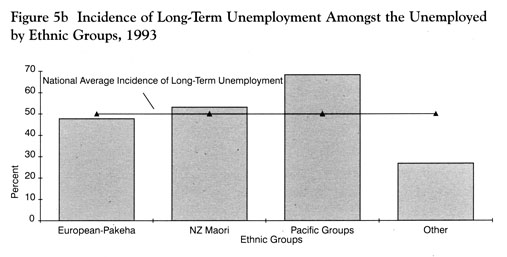 Figure 5b Incidence of Long-Term Unemployment Amongst the Unemployed
by Ethnic Groups, 1993
70
National Average Incidence of Long-Term Unemployment
60
50
40
30
20
10
0
Percent
European-Pakeha NZ Maori Pacific Groups Other
Ethnic Groups